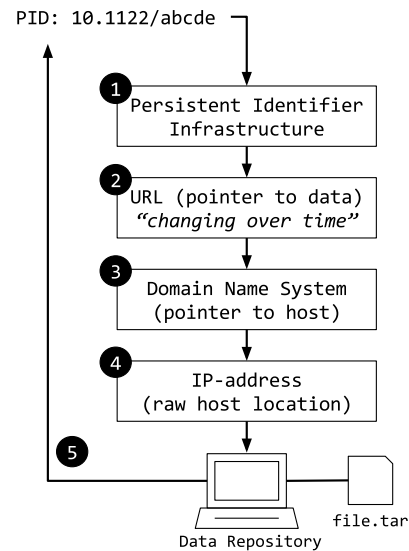 PID: 10.1122/abcde
1
Persistent Identifier
Infrastructure
2
URL (pointer to data)
“changing over time”
3
Domain Name System
(pointer to host)
4
IP-address
(raw host location)
5
file.tar
Data Repository